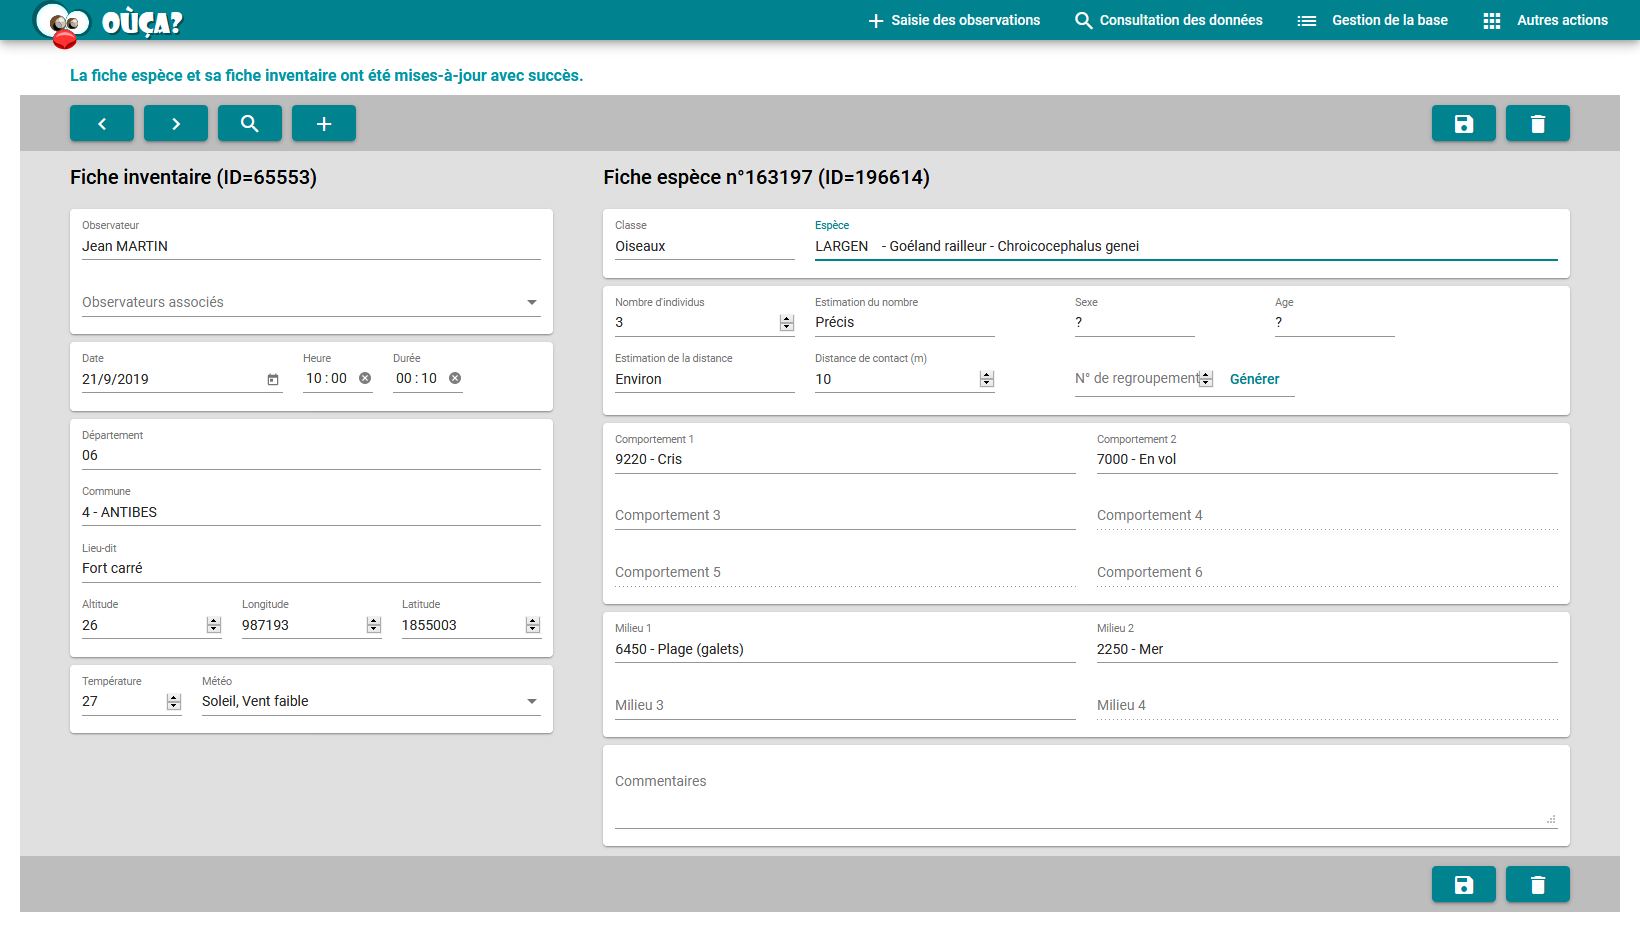 OÙÇA?
Saisie des observations
Consultation des données
Gestion de la base
Autres actions
La fiche espèce et sa fiche inventaire ont été mises-à-jour avec succès.
Fiche inventaire (ID=65553)
Observateur
Jean MARTIN
Observateurs associés
Date
21/9/2019
Heure
10 : 00
Durée
00 : 10
Département
06
Commune
4 - ANTIBES
Lieu-dit
Fort carré
Altitude
26
Longitude
987193
Latitude
1855003
Température
27
Météo
Soleil, Vent faible
Fiche espèce n°163197 (ID=196614)
Classe
Oiseaux
Espèce
LARGEN - Goéland railleur - Chroicocephalus genei
Nombre d'individus
3
Estimation du nombre
Précis
Sexe
?
Age
?
Estimation de la distance
Environ
Distance de contact (m)
10
N° de regroupement
Générer
Comportement 1
9220 - Cris
Comportement 2
7000 - En vol
Comportement 3
Comportement 4
Comportement 5
Comportement 6
Milieu 1
6450 - Plage (galets)
Milieu 2
2250 - Mer
Milieu 3
Milieu 4
Commentaires